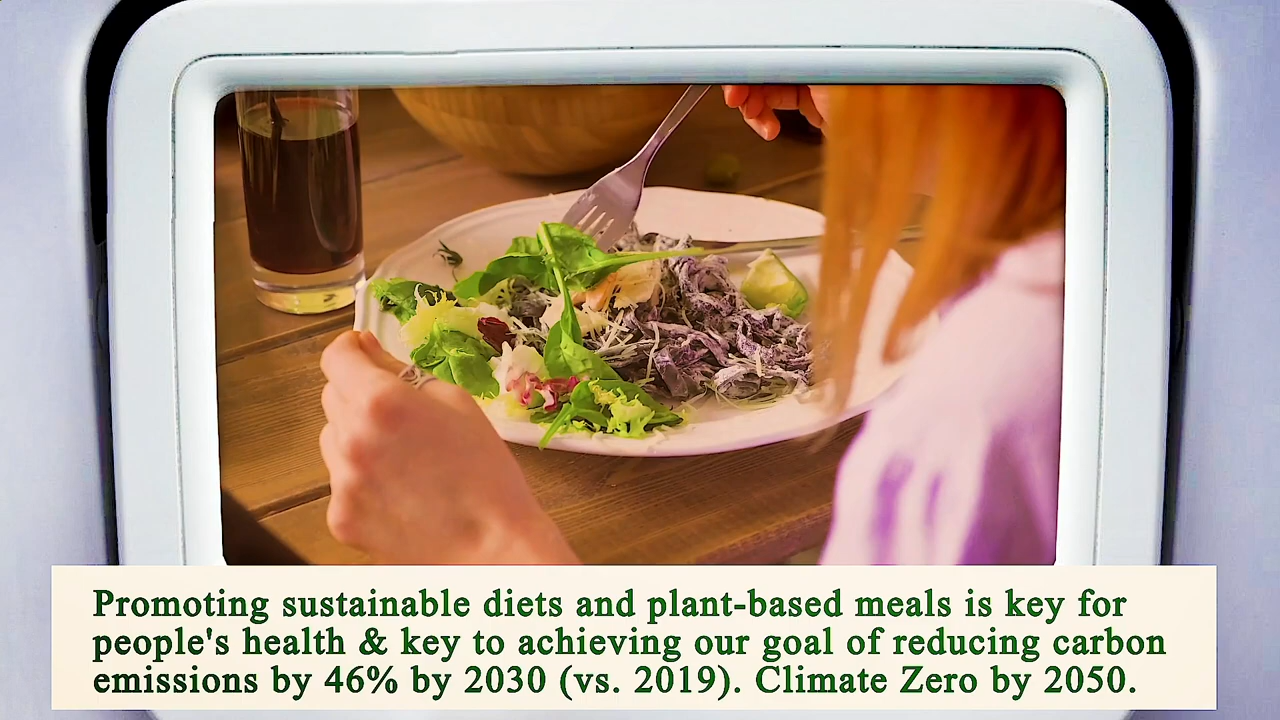 Promoting sustainable diets and plant-based meals is key for
people's health & key to achieving our goal of reducing carbon
emissions by 46% by 2030 (vs. 2019). Climate Zero by 2050.